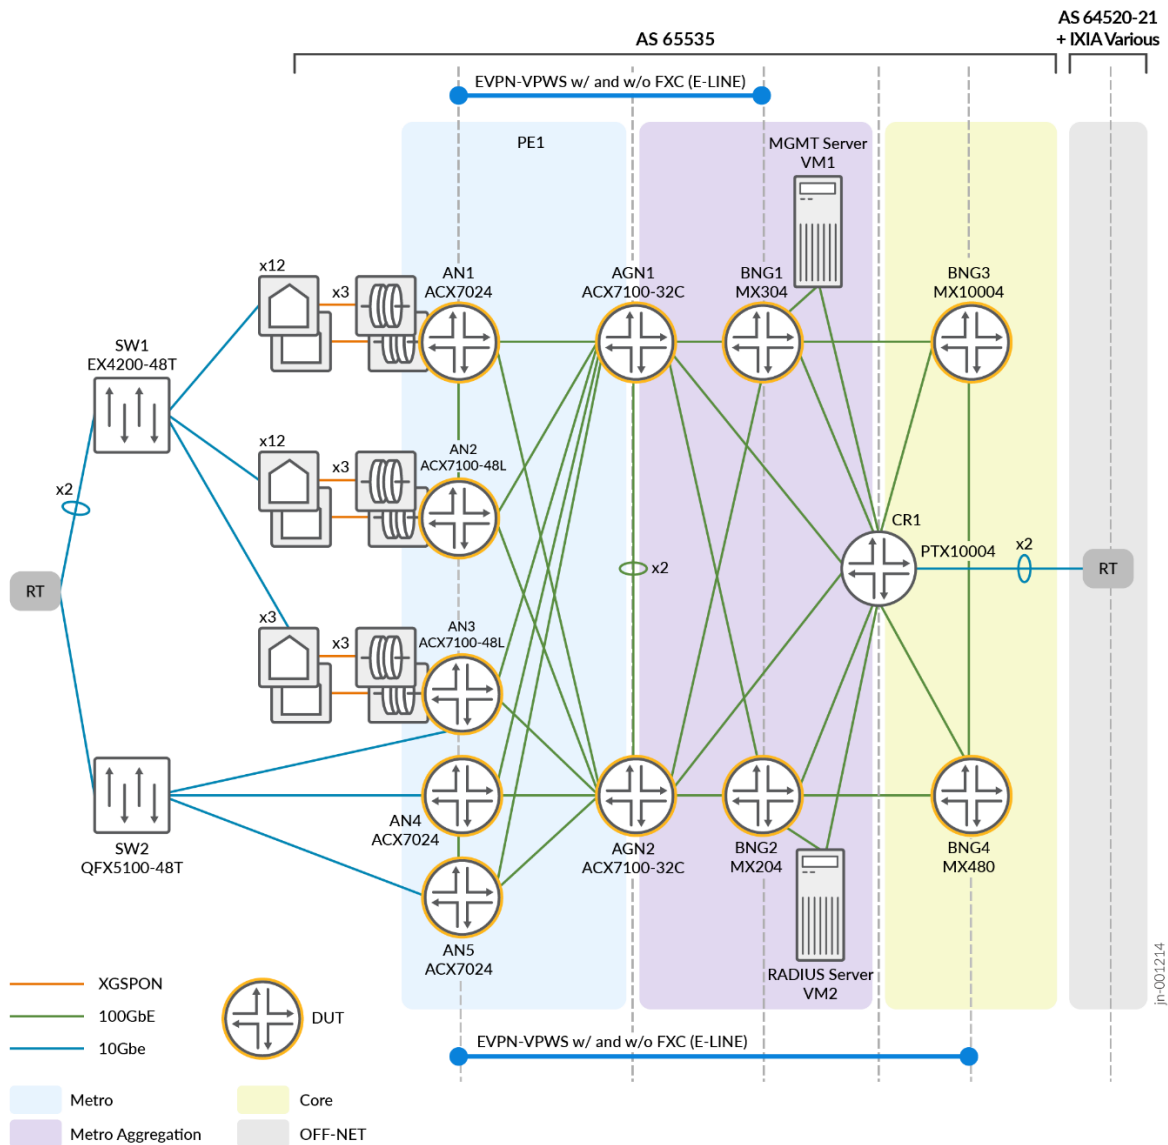 AS 64520-21
+ IXIA Various
AS 65535
EVPN-VPWS w/ and w/o FXC (E-LINE)
PE1
MGMT Server
VM1
x12
x3
AN1
ACX7024
AGN1
ACX7100-32C
BNG1
MX304
BNG3
MX10004
SW1
EX4200-48T
x12
x3
AN2
ACX7100-48L
x2
CR1
PTX10004
x2
x2
RT
RT
x3
x3
AN3
ACX7100-48L
SW2
QFX5100-48T
AN4
ACX7024
AGN2
ACX7100-32C
BNG2
MX204
BNG4
MX480
AN5
ACX7024
RADIUS Server
VM2
jn-001214
XGSPON
100GbE
10Gbe
DUT
EVPN-VPWS w/ and w/o FXC (E-LINE)
Metro
Core
Metro Aggregation
OFF-NET